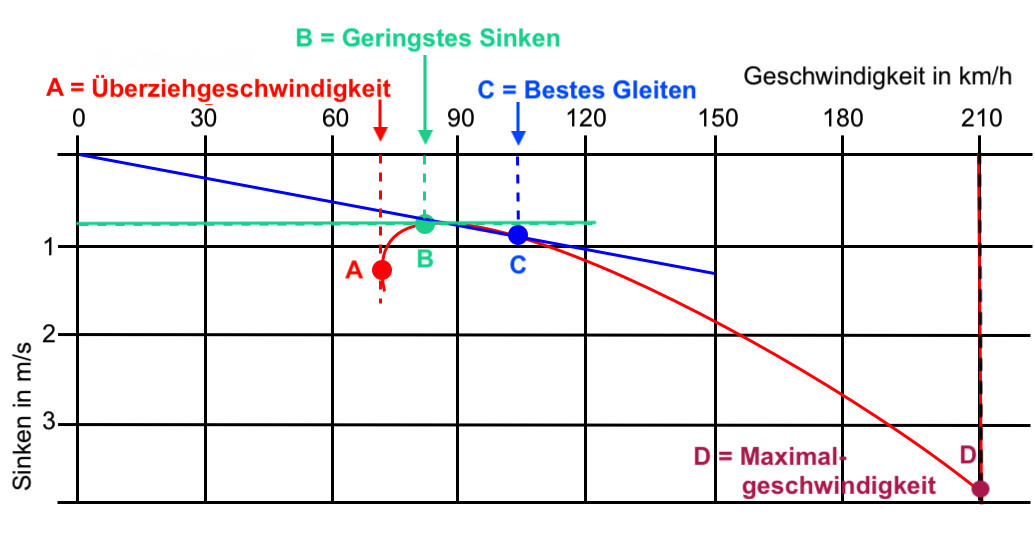 B = Geringstes Sinken
A = Überziehgeschwindigkeit
C = Bestes Gleiten
Geschwindigkeit in km/h
0 30 60 90 120 150 180 210
1
A
B
C
2
Sinken in m/s
3
D = Maximal-
geschwindigkeit
D